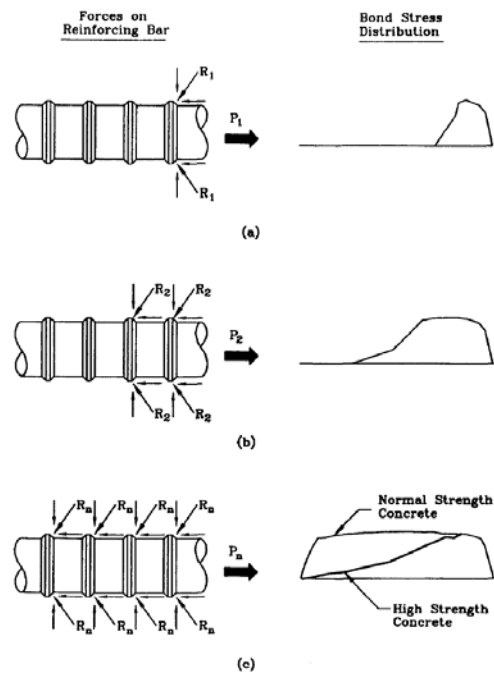 Forces on
Reinforcing Bar
Bond Stress
Distribution
R1
P1
R1
(a)
R2 R2
P2
R2 R2
(b)
Rn Rn Rn Rn
Pn
Normal Strength
Concrete
Rn Rn Rn Rn
High Strength
Concrete
(c)